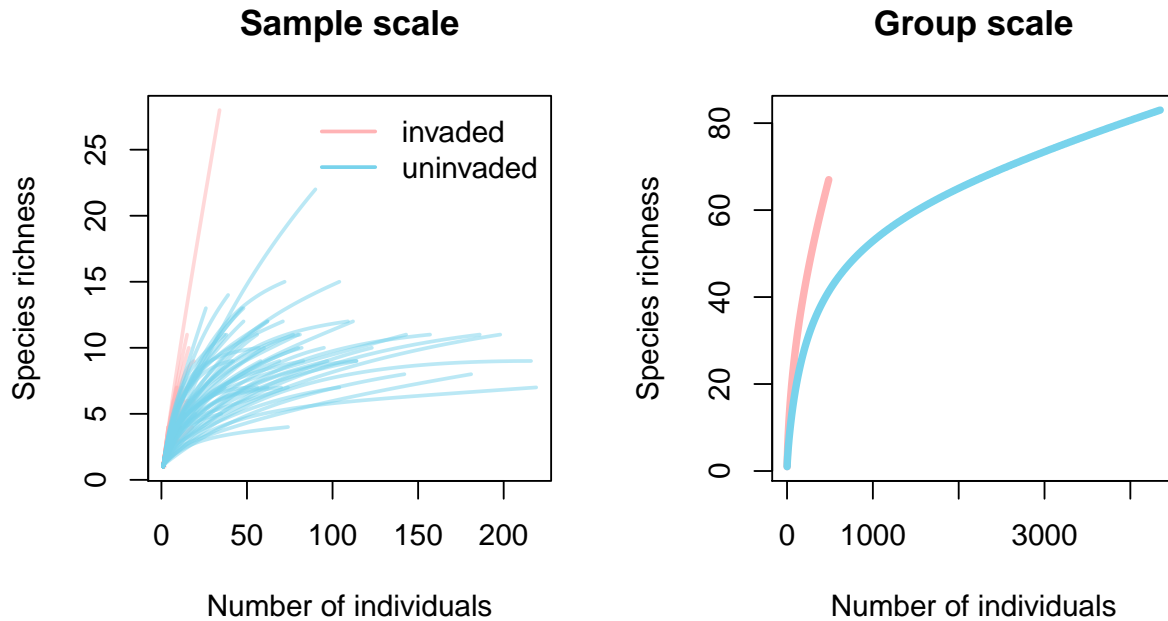 Sample scale
Species richness
0
5
10
15
20
25
invaded
uninvaded
0 50 100 150 200
Number of individuals
Group scale
Species richness
0
20
40
60
80
0 1000 3000
Number of individuals